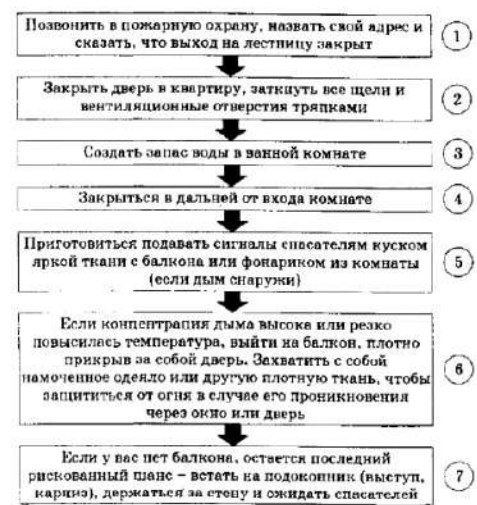 Позвонить в пожарную охрану, назвать свой адрес и
сказать, что выход на лестницу закрыт
1
Закрыть дверь в квартиру, заткнуть все щели и
вентиляционные отверстия тряпками
2
Создать запас воды в ванной комнате
3
Закрыться в дальней от входа комнате
4
Приготовиться подавать сигналы спасателям куском
яркой ткани с балкона или фонариком из комнаты
(если дым снаружи)
5
Если концентрация дыма высока или резко
повысилась температура, выйти на балкон, плотно
прикрыв за собой дверь. Захватить с собой
намоченное одеяло или другую плотную ткань, чтобы
защититься от огня в случае его проникновения
через окно или дверь
6
Если у вас нет балкона, остается последний
рискованный шанс – встать на подоконник (выступ,
карниз), держаться за стену и ожидать спасателей
7